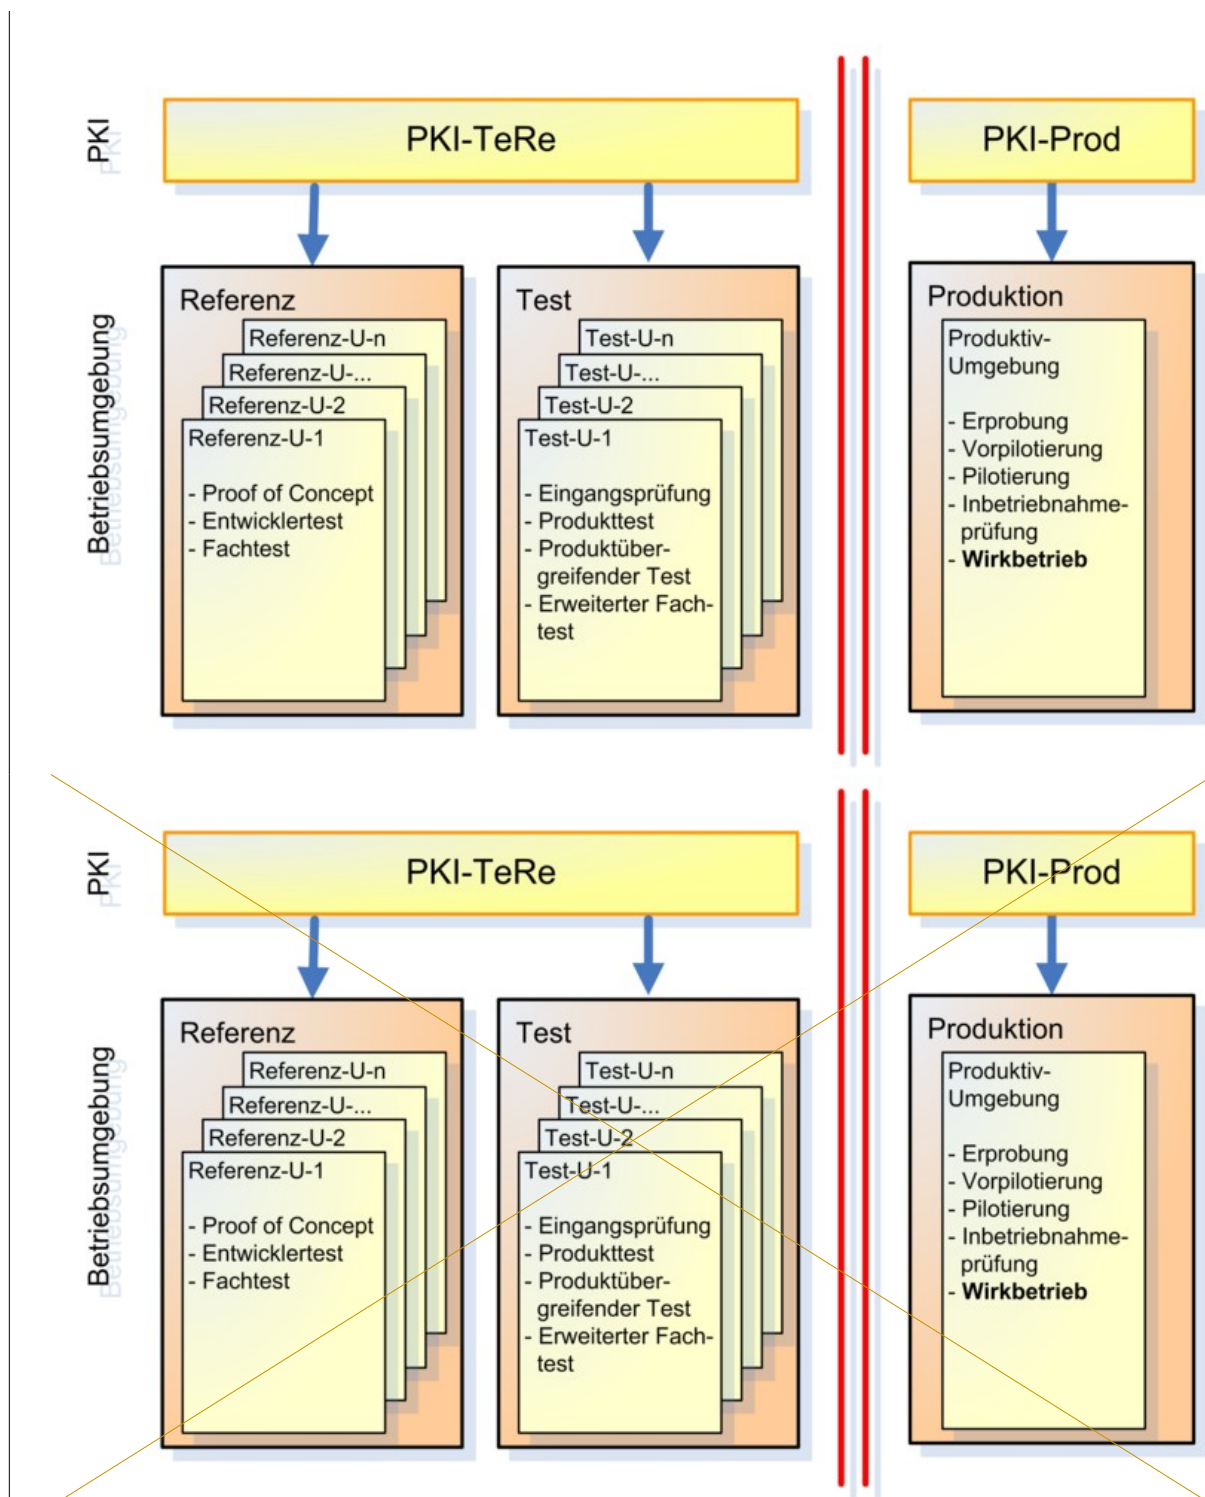 PKI
PKI-TeRe
PKI-Prod
Betriebsumgebung
Referenz
Referenz-U-n
Referenz-U-...
Referenz-U-2
Referenz-U-1
- Proof of Concept
- Entwicklertest
- Fachtest
Test
Test-U-n
Test-U-...
Test-U-2
Test-U-1
- Eingangsprüfung
- Produkttest
- Produktüber-
greifender Test
- Erweiterter Fach-
test
Produktion
Produktiv-
Umgebung
- Erprobung
- Vorpilotierung
- Pilotierung
- Inbetriebnahme-
prüfung
- Wirkbetrieb
PKI
PKI-TeRe
PKI-Prod
Betriebsumgebung
Referenz
Referenz-U-n
Referenz-U-...
Referenz-U-2
Referenz-U-1
- Proof of Concept
- Entwicklertest
- Fachtest
Test
Test-U-n
Test-U-...
Test-U-2
Test-U-1
- Eingangsprüfung
- Produkttest
- Produktüber-
greifender Test
- Erweiterter Fach-
test
Produktion
Produktiv-
Umgebung
- Erprobung
- Vorpilotierung
- Pilotierung
- Inbetriebnahme-
prüfung
- Wirkbetrieb